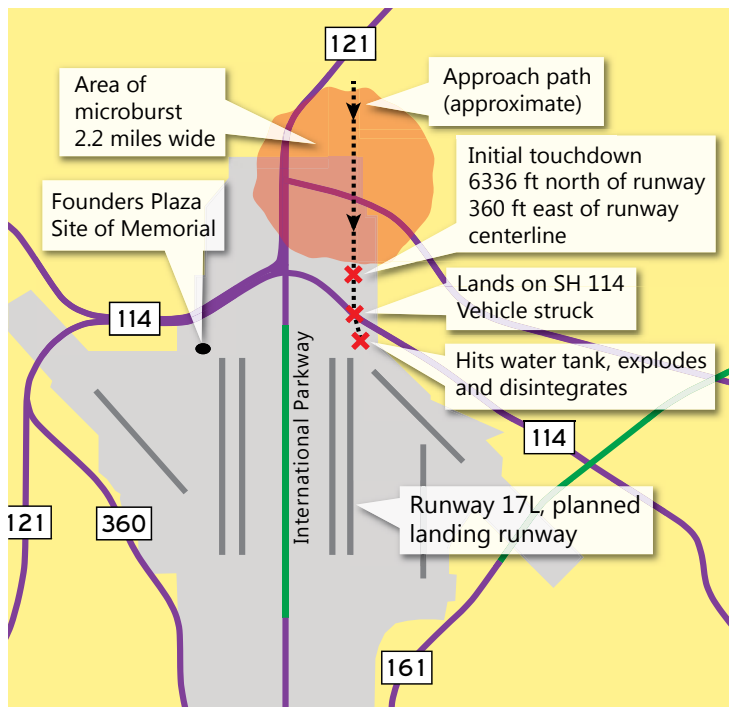 121
Area of
microburst
2.2 miles wide
Approach path
(approximate)
Initial touchdown
6336 ft north of runway
360 ft east of runway
centerline
Founders Plaza
Site of Memorial
Lands on SH 114
Vehicle struck
114
Hits water tank, explodes
and disintegrates
International Parkway
114
Runway 17L, planned
landing runway
121
360
161